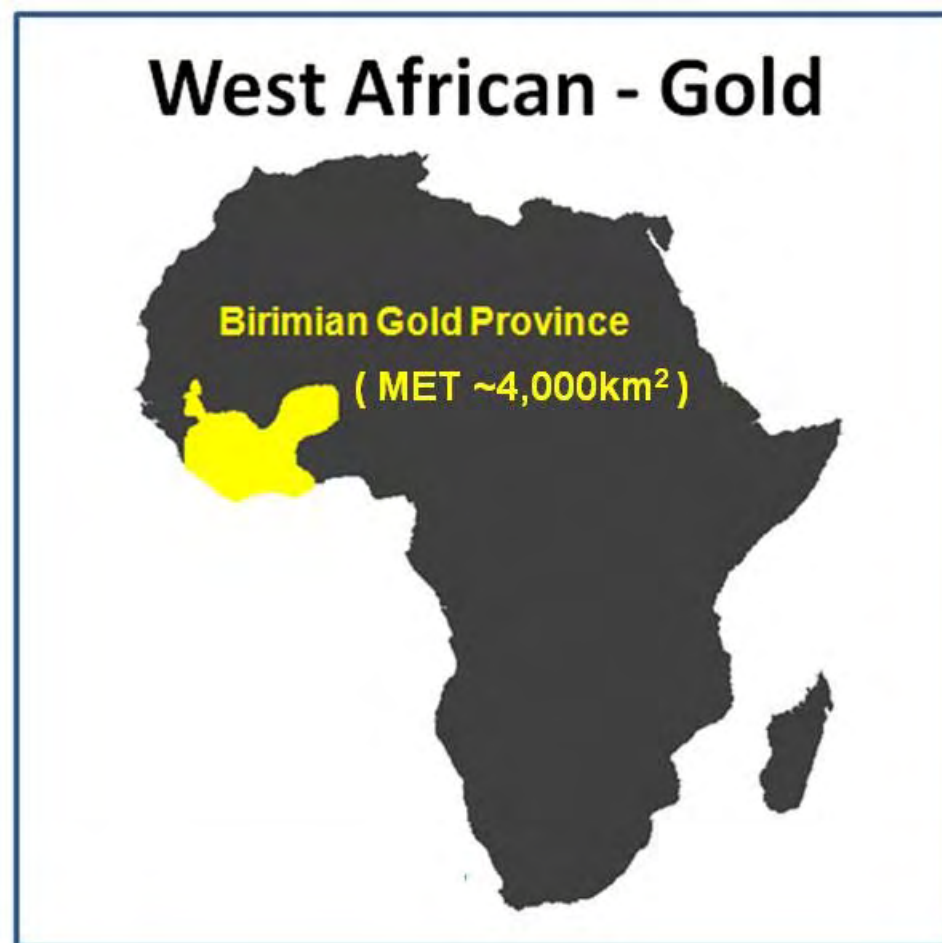 West African - Gold
Birimian Gold Province
( MET ~4,000km² )